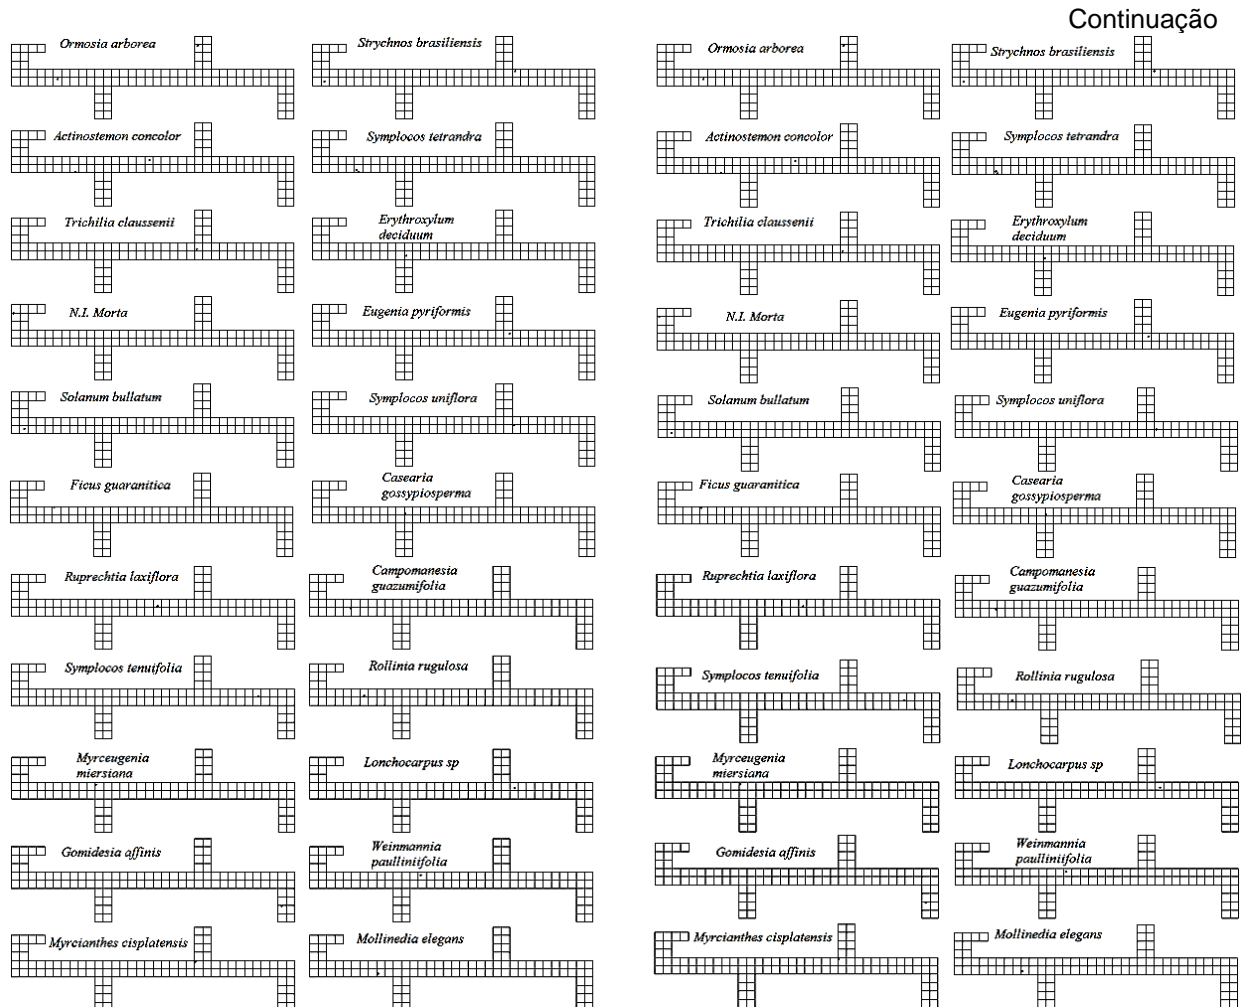 Continuação
Ormosia arborea
Strychnos brasiliensis
Ormosia arborea
Strychnos brasiliensis
Actinostemon concolor
Symplocos tetrandra
Actinostemon concolor
Symplocos tetrandra
Trichilia claussenii
Erythroxylum
deciduum
Trichilia claussenii
Erythroxylum
deciduum
N.I. Morta
Eugenia pyriformis
N.I. Morta
Eugenia pyriformis
Solanum bullatum
Symplocos uniflora
Solanum bullatum
Symplocos uniflora
Ficus guaranitica
Casearia
gossypiosperma
Ficus guaranitica
Casearia
gossypiosperma
Ruprechtia laxiflora
Campomanesia
guazumifolia
Ruprechtia laxiflora
Campomanesia
guazumifolia
Symplocos tenuifolia
Rollinia rugulosa
Symplocos tenuifolia
Rollinia rugulosa
Myrceugenia
miersiana
Lonchocarpus sp
Myrceugenia
miersiana
Lonchocarpus sp
Gomidesia affinis
Weinmannia
paulliniifolia
Gomidesia affinis
Weinmannia
paulliniifolia
Myrcianthes cisplatensis
Mollinedia elegans
Myrcianthes cisplatensis
Mollinedia elegans